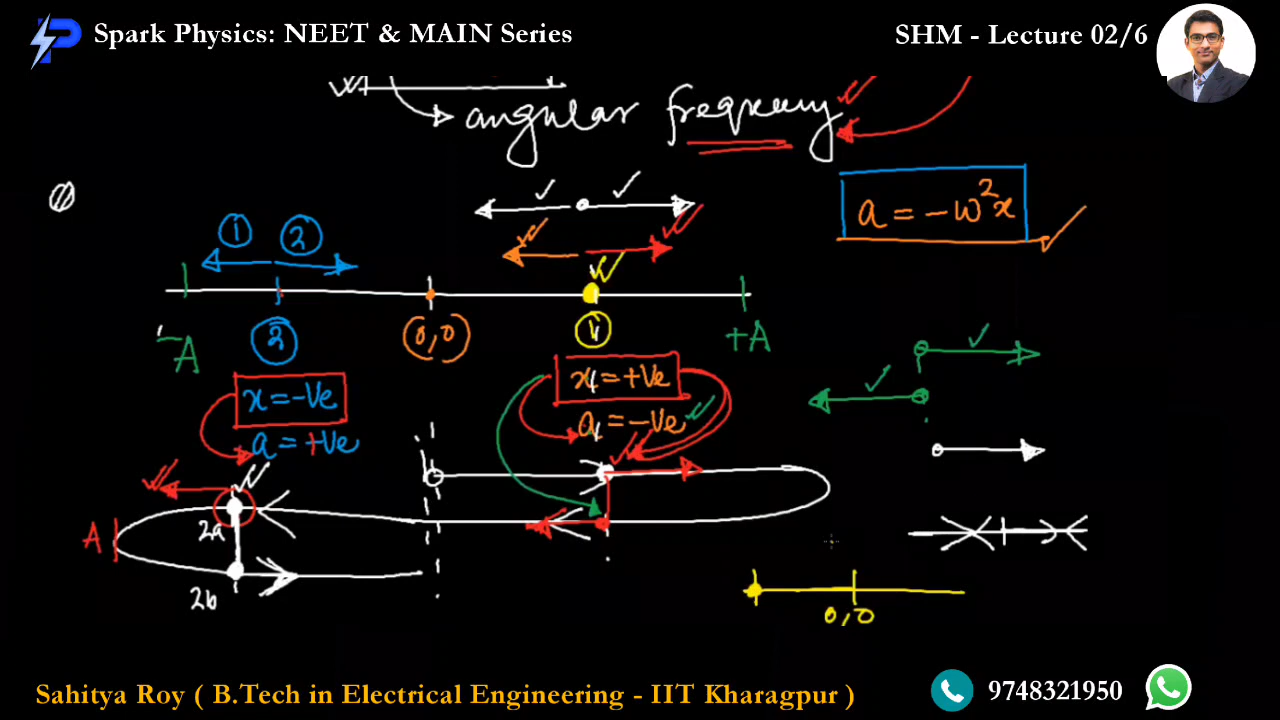 Spark Physics: NEET & MAIN Series
SHM - Lecture 02/6
angular frequency
a = -ω²x
① ②
-A ② (0,0) ① +A
x = -Ve
a = +Ve
x₁ = +Ve
a₁ = -Ve
A
2a
2b
0,0
Sahitya Roy ( B.Tech in Electrical Engineering - IIT Kharagpur )
9748321950